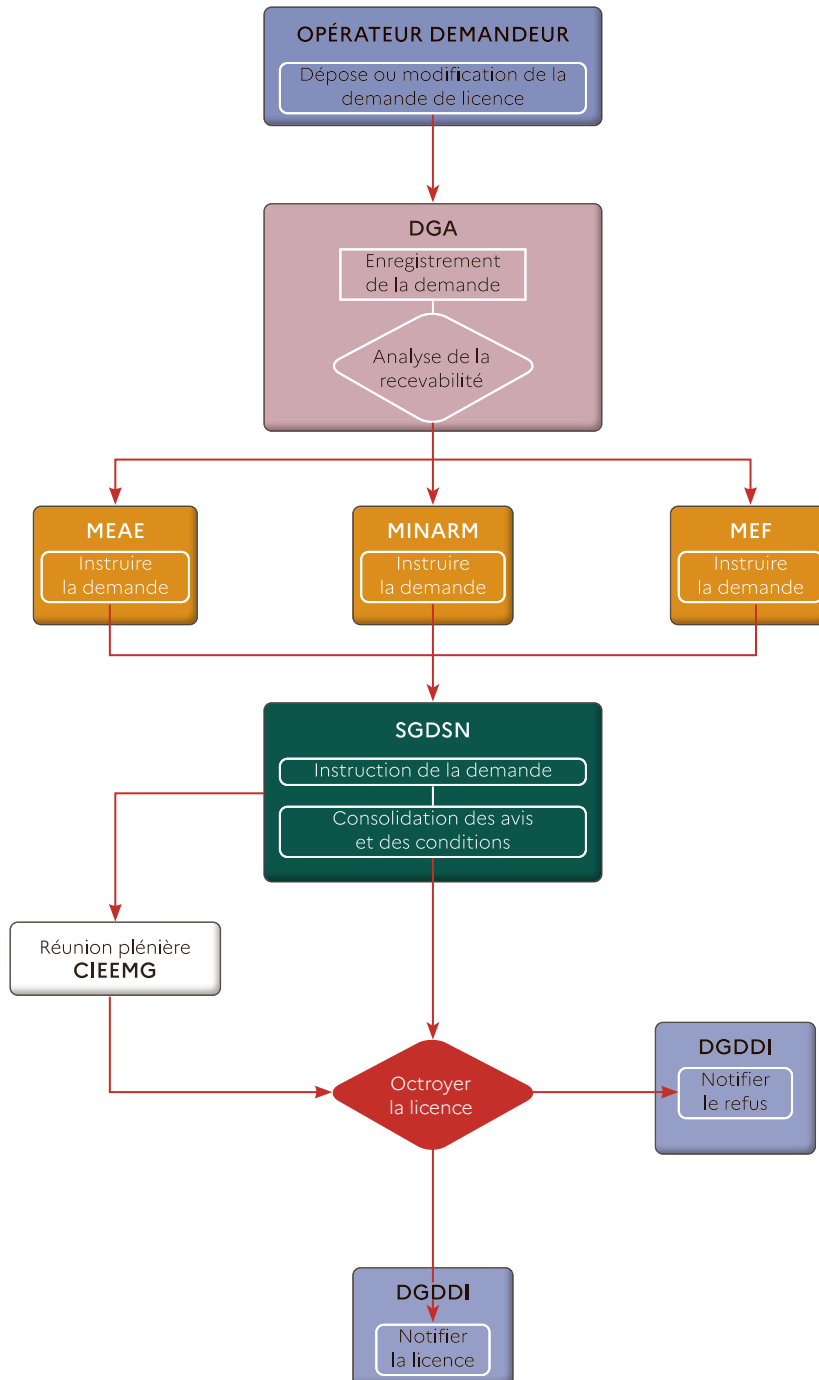 OPÉRATEUR DEMANDEUR
Dépose ou modification de la
demande de licence
DGA
Enregistrement
de la demande
Analyse de la
recevabilité
MEAE
Instruire
la demande
MINARM
Instruire
la demande
MEF
Instruire
la demande
SGDSN
Instruction de la demande
Consolidation des avis
et des conditions
Réunion plénière
CIEEMG
Octroyer
la licence
DGDDI
Notifier
le refus
DGDDI
Notifier
la licence